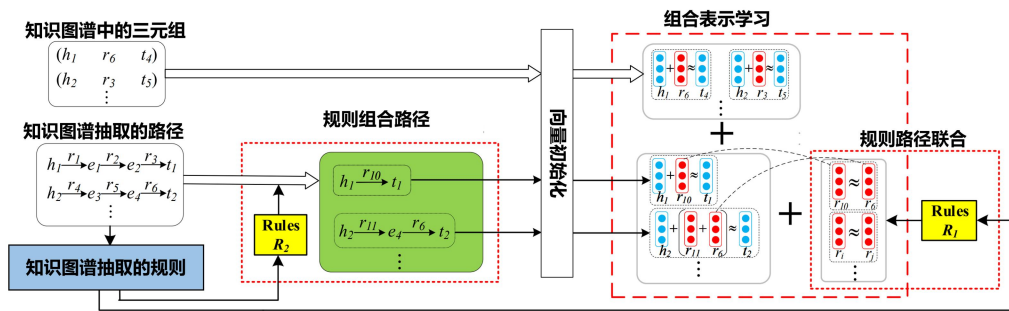 知识图谱中的三元组
(h₁ r₆ t₄)
(h₂ r₃ t₅)
⋮
知识图谱抽取的路径
h₁ r₁→ e₁ r₂→ e₂ r₃→ t₁
h₂ r₄→ e₃ r₅→ e₄ r₆→ t₂
⋮
知识图谱抽取的规则
规则组合路径
Rules
R₂
h₁ r₁₀→ t₁
h₂ r₁₁→ e₄ r₆→ t₂
⋮
向量初始化
组合表示学习
+ ≈ + ≈
h₁ r₆ t₄ h₂ r₃ t₅
⋮
+
+ ≈
h₁ r₁₀ t₁
+ + ≈
h₂ r₁₁ r₆ t₂
⋮
+
规则路径联合
≈
r₁₀ r₆
≈
rᵢ rⱼ
⋮
Rules
R₁